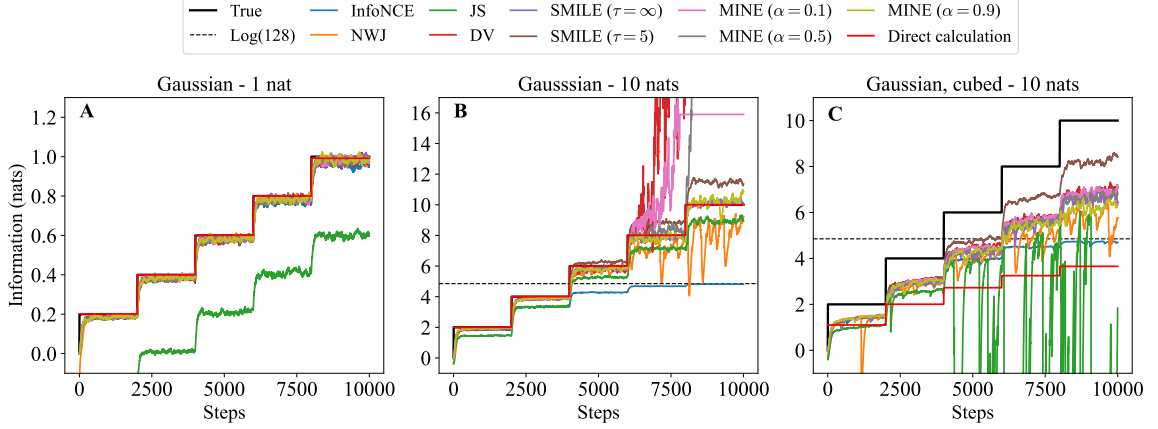 True InfoNCE JS SMILE (τ = ∞) MINE (α = 0.1) MINE (α = 0.9)
Log(128) NWJ DV SMILE (τ = 5) MINE (α = 0.5) Direct calculation
Gaussian - 1 nat Gausssian - 10 nats Gaussian, cubed - 10 nats
A B C
Information (nats)
1.2
1.0
0.8
0.6
0.4
0.2
0.0
0 2500 5000 7500 10000
Steps
16
14
12
10
8
6
4
2
0
0 2500 5000 7500 10000
Steps
10
8
6
4
2
0
0 2500 5000 7500 10000
Steps